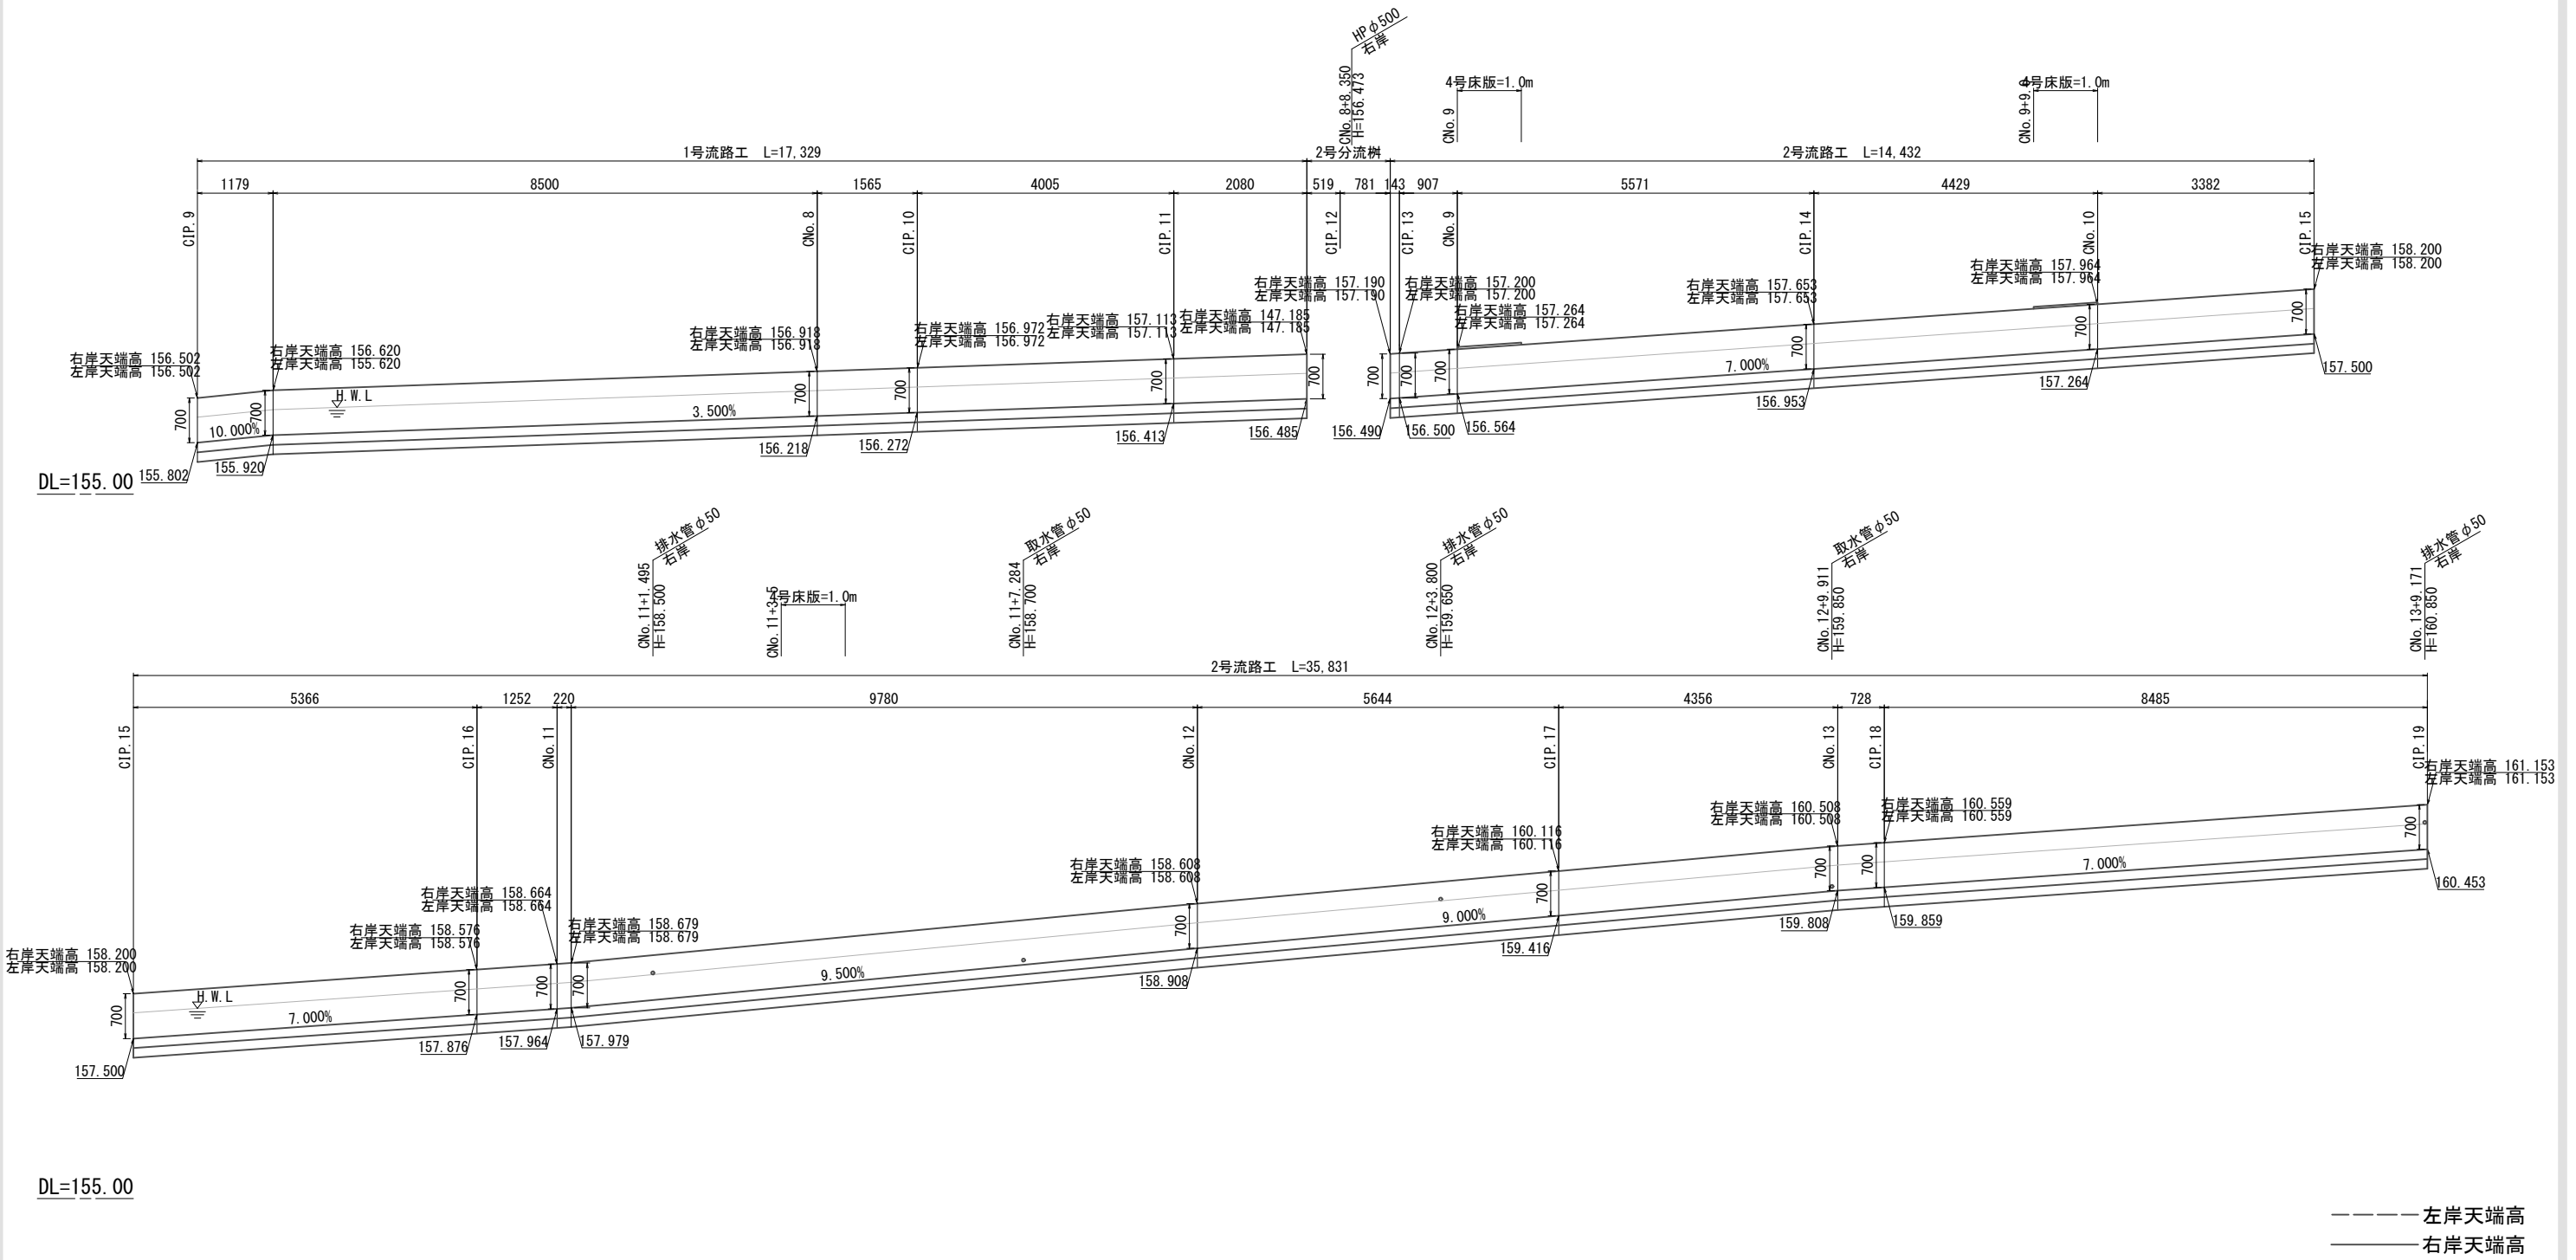 HPφ500
右岸
CNo.8+8.350
H=156.473
4号床版=1.0m
CNo.9
4号床版=1.0m
1号流路工 L=17,329
2号分流桝
2号流路工 L=14,432
1179
8500
1565
4005
2080
519
781
143
907
5571
4429
3382
CIP.9
CNo.8
CIP.10
CIP.11
CIP.12
CIP.13
CNo.9
CIP.14
CNo.10
CIP.15
右岸天端高 156.502
左岸天端高 156.502
右岸天端高 156.620
左岸天端高 155.620
右岸天端高 156.918
左岸天端高 156.918
右岸天端高 156.972
左岸天端高 156.972
右岸天端高 157.113
左岸天端高 157.113
右岸天端高 147.185
左岸天端高 147.185
右岸天端高 157.190
左岸天端高 157.190
右岸天端高 157.200
左岸天端高 157.200
右岸天端高 157.264
左岸天端高 157.264
右岸天端高 157.653
左岸天端高 157.653
右岸天端高 157.964
左岸天端高 157.964
右岸天端高 158.200
左岸天端高 158.200
700
700
700
700
700
700
700
700
700
700
700
700
H.W.L
10.000%
3.500%
7.000%
155.802
155.920
156.218
156.272
156.413
156.485
156.490
156.500
156.564
156.953
157.264
157.500
DL=155.00
排水管φ50
右岸
CNo.11+1.495
H=158.500
4号床版=1.0m
取水管φ50
右岸
CNo.11+7.284
H=158.700
排水管φ50
右岸
CNo.12+3.800
H=159.650
取水管φ50
右岸
CNo.12+9.911
H=159.850
排水管φ50
右岸
CNo.13+9.171
H=160.850
2号流路工 L=35,831
5366
1252
220
9780
5644
4356
728
8485
CIP.15
CIP.16
CNo.11
CNo.12
CIP.17
CNo.13
CIP.18
CIP.19
右岸天端高 158.200
左岸天端高 158.200
右岸天端高 158.576
左岸天端高 158.576
右岸天端高 158.664
左岸天端高 158.664
右岸天端高 158.679
左岸天端高 158.679
右岸天端高 158.608
左岸天端高 158.608
右岸天端高 160.116
左岸天端高 160.116
右岸天端高 160.508
左岸天端高 160.508
右岸天端高 160.559
左岸天端高 160.559
右岸天端高 161.153
左岸天端高 161.153
700
700
700
700
700
700
700
700
700
H.W.L
7.000%
9.500%
9.000%
7.000%
157.500
157.876
157.964
157.979
158.908
159.416
159.808
159.859
160.453
DL=155.00
左岸天端高
右岸天端高